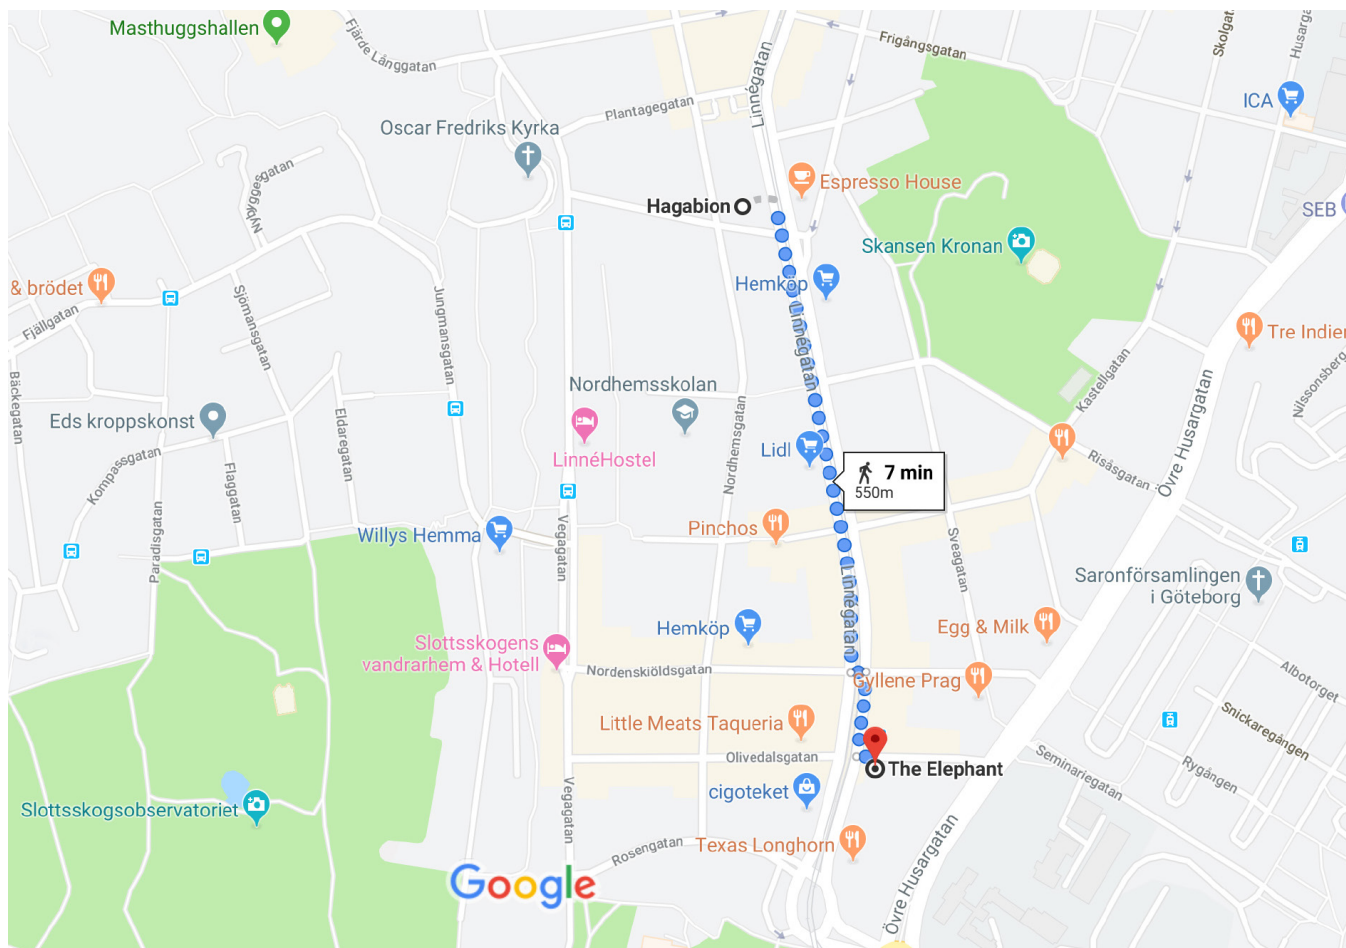 Masthuggshallen
Fjärde Långgatan
Linnégatan
Frigångsgatan
Skolgat
Husarga
ICA
Plantagegatan
Oscar Fredriks Kyrka
Espresso House
Nylyckegatan
Hagabion
SEB
Skansen Kronan
& brödet
Hemköp
Fjällgatan
Sjömansgatan
Jungmansgatan
Linnégatan
Tre Indier
Kastellgatan
Övre Husargatan
Nilssonsberg
Bäckegatan
Nordhemsskolan
Eds kroppskonst
Eldaregatan
LinnéHostel
Nordhemsgatan
Lidl
7 min
550m
Risåsgatan
Kompassgatan
Flaggatan
Paradisgatan
Willys Hemma
Vegagatan
Pinchos
Sveagatan
Linnégatan
Saronförsamlingen
i Göteborg
Hemköp
Egg & Milk
Slottsskogens
vandrarhem & Hotell
Nordenskiöldsgatan
Gyllene Prag
Albotorget
Snickaregången
Little Meats Taqueria
Olivedalsgatan
The Elephant
Seminariegatan
Rygången
cigoteket
Slottsskogsobservatoriet
Vegagatan
Rosengatan
Texas Longhorn
Övre Husargatan
Google